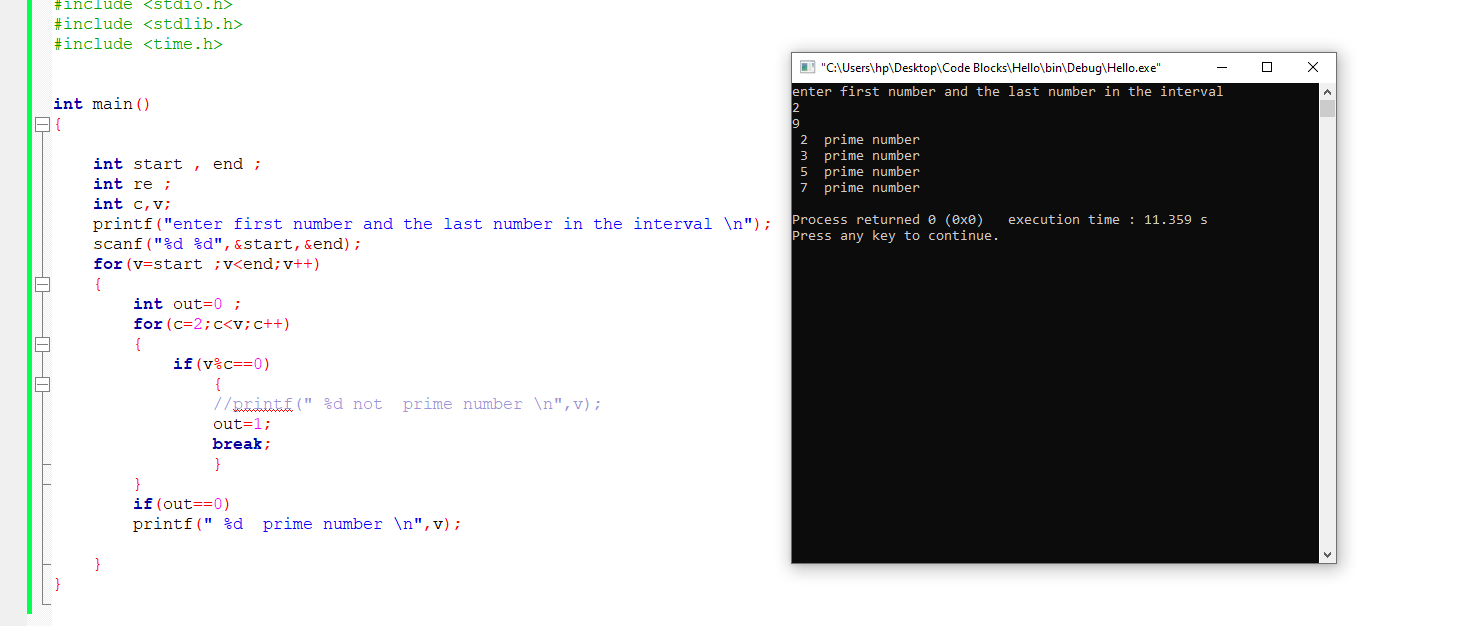 #include <stdio.h>
#include <stdlib.h>
#include <time.h>
int main()
{
int start , end ;
int re ;
int c,v;
printf("enter first number and the last number in the interval \n");
scanf("%d %d",&start,&end);
for(v=start ;v<end;v++)
{
int out=0 ;
for(c=2;c<v;c++)
{
if(v%c==0)
{
//printf(" %d not  prime number \n",v);
out=1;
break;
}
}
if(out==0)
printf(" %d  prime number \n",v);
}
}
"C:\Users\hp\Desktop\Code Blocks\Hello\bin\Debug\Hello.exe"
enter first number and the last number in the interval
2
9
2  prime number
3  prime number
5  prime number
7  prime number
Process returned 0 (0x0)   execution time : 11.359 s
Press any key to continue.